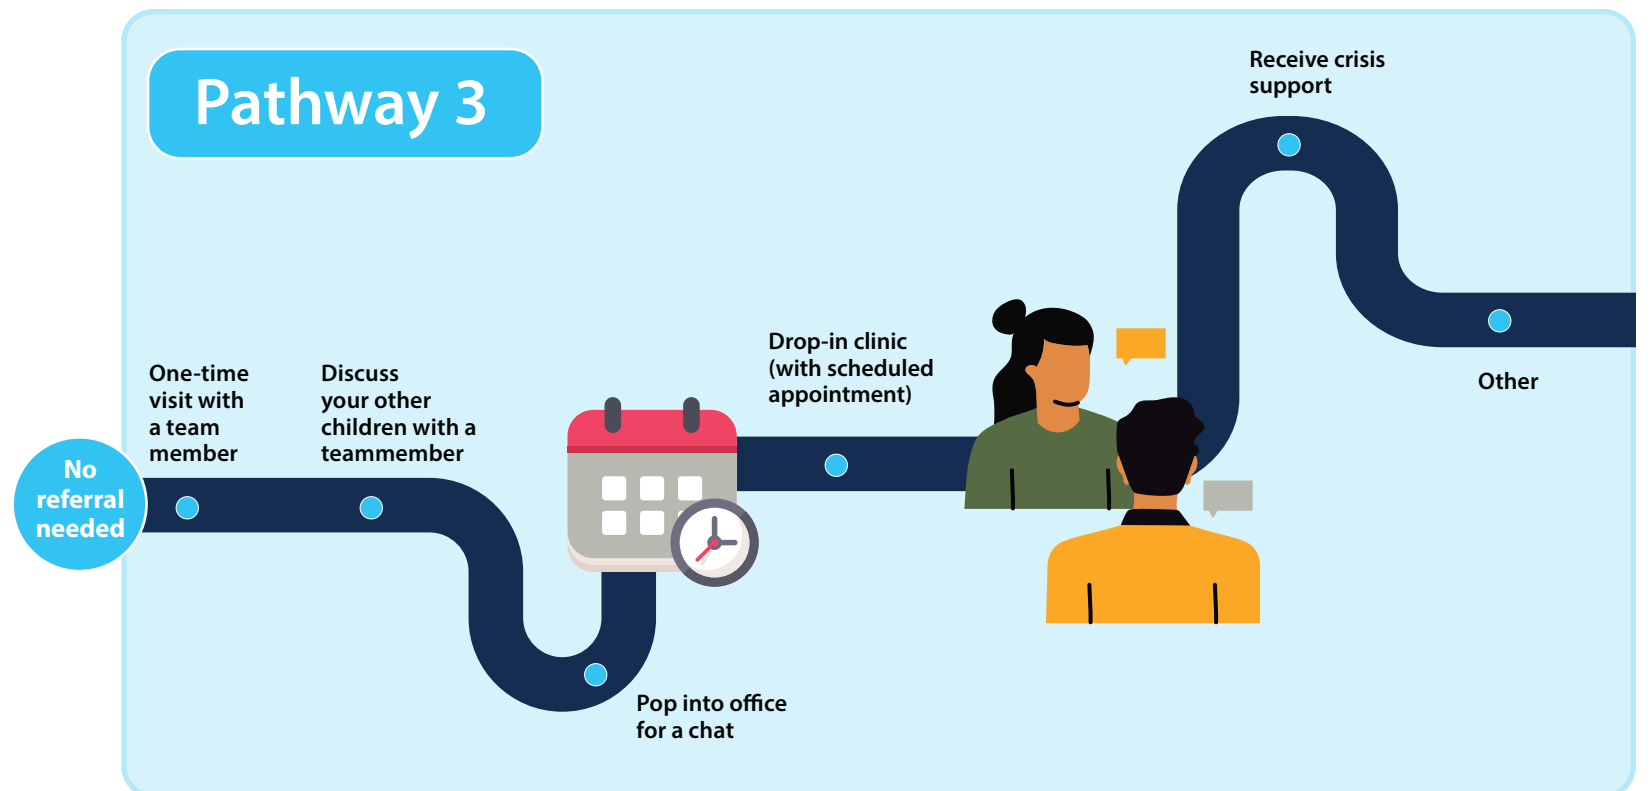 Pathway 3
No
referral
needed
One-time
visit with
a team
member
Discuss
your other
children with a
teammember
Pop into office
for a chat
Drop-in clinic
(with scheduled
appointment)
Receive crisis
support
Other